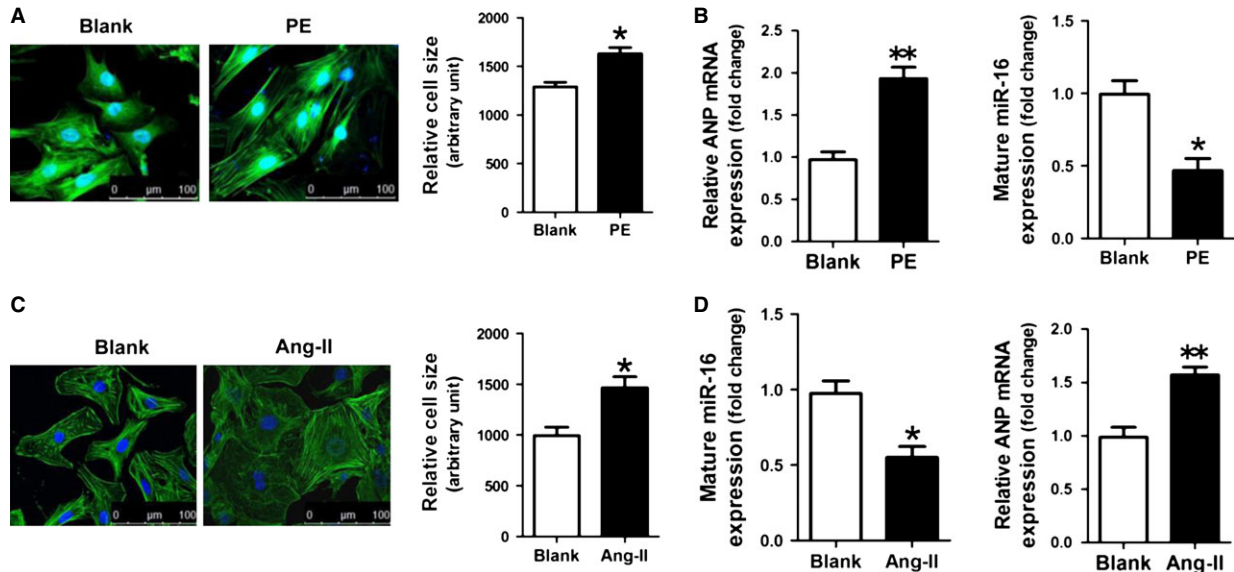 A
Blank
PE
0 µm 100
0 µm 100
Relative cell size
(arbitrary unit)
2000
1500
1000
500
0
*
Blank PE
B
Relative ANP mRNA
expression (fold change)
2.5
2.0
1.5
1.0
0.5
0.0
**
Blank PE
Mature miR-16
expression (fold change)
1.5
1.0
0.5
0.0
*
Blank PE
C
Blank
Ang-II
0 µm 100
0 µm 100
Relative cell size
(arbitrary unit)
2000
1500
1000
500
0
*
Blank Ang-II
D
Mature miR-16
expression (fold change)
1.5
1.0
0.5
0.0
*
Blank Ang-II
Relative ANP mRNA
expression (fold change)
2.0
1.5
1.0
0.5
0.0
**
Blank Ang-II